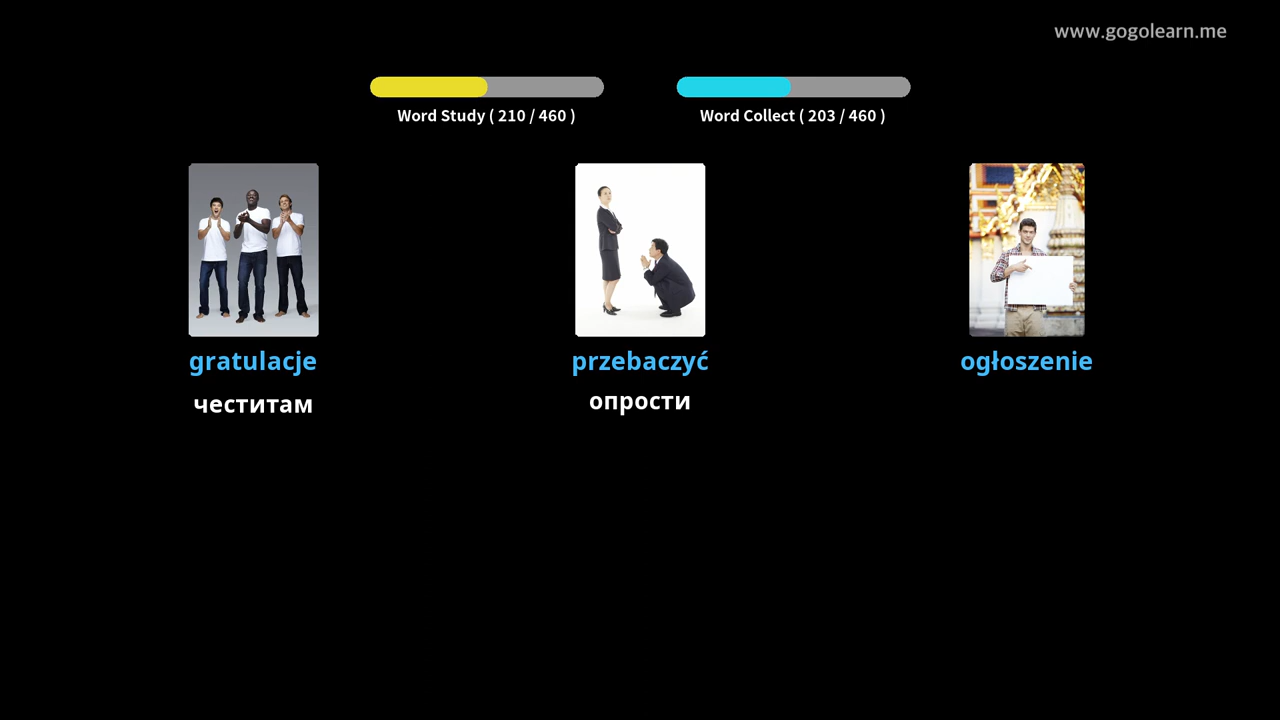 www.gogolearn.me
Word Study ( 210 / 460 )
Word Collect ( 203 / 460 )
gratulacje
przebaczyć
ogłoszenie
честитам
опрости